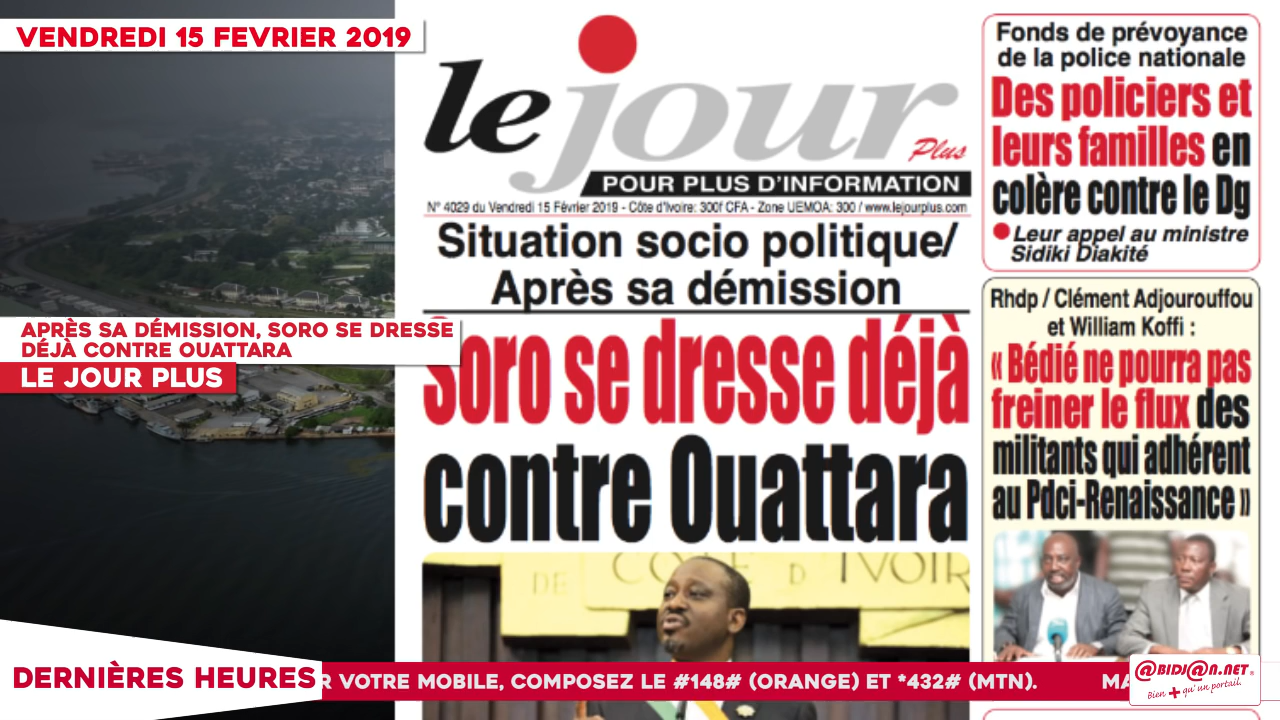 VENDREDI 15 FEVRIER 2019
APRÈS SA DÉMISSION, SORO SE DRESSE
DÉJÀ CONTRE OUATTARA
LE JOUR PLUS
le jour
Plus
POUR PLUS D'INFORMATION
N° 4029 du Vendredi 15 Février 2019 - Côte d'Ivoire: 300f CFA - Zone UEMOA: 300 / www.lejourplus.com
Situation socio politique/
Après sa démission
Soro se dresse déjà
contre Ouattara
DE CÔTE D'IVOIR
Fonds de prévoyance
de la police nationale
Des policiers et
leurs familles en
colère contre le Dg
Leur appel au ministre
Sidiki Diakité
Rhdp / Clément Adjourouffou
et William Koffi :
« Bédié ne pourra pas
freiner le flux des
militants qui adhérent
au Pdci-Renaissance »
DERNIÈRES HEURES
R VOTRE MOBILE, COMPOSEZ LE #148# (ORANGE) ET *432# (MTN). MA
@BIDJ@N.NET
Bien + qu'un portail.